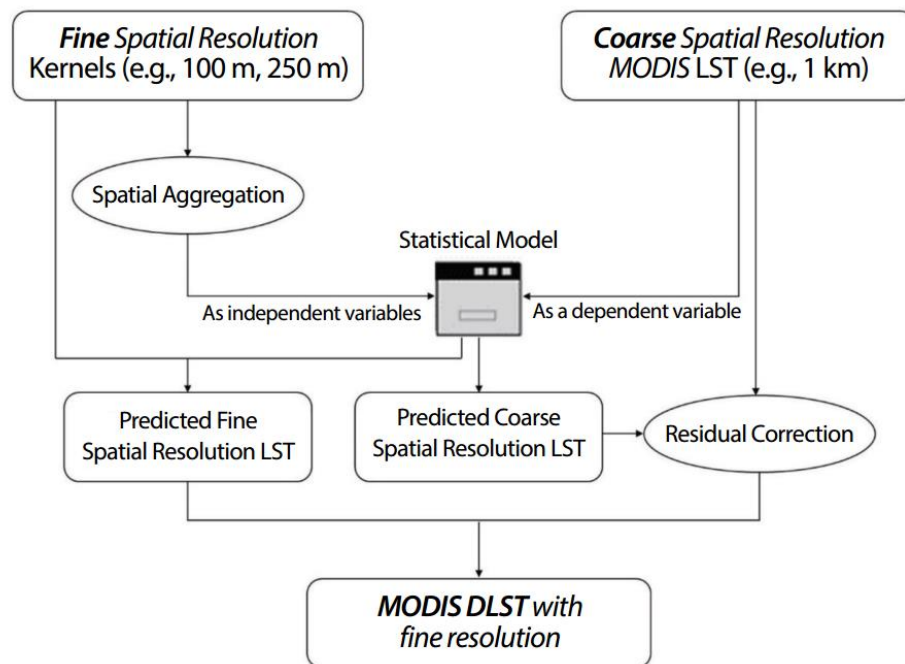 Fine Spatial Resolution
Kernels (e.g., 100 m, 250 m)
Coarse Spatial Resolution
MODIS LST (e.g., 1 km)
Spatial Aggregation
Statistical Model
As independent variables
As a dependent variable
Predicted Fine
Spatial Resolution LST
Predicted Coarse
Spatial Resolution LST
Residual Correction
MODIS DLST with
fine resolution